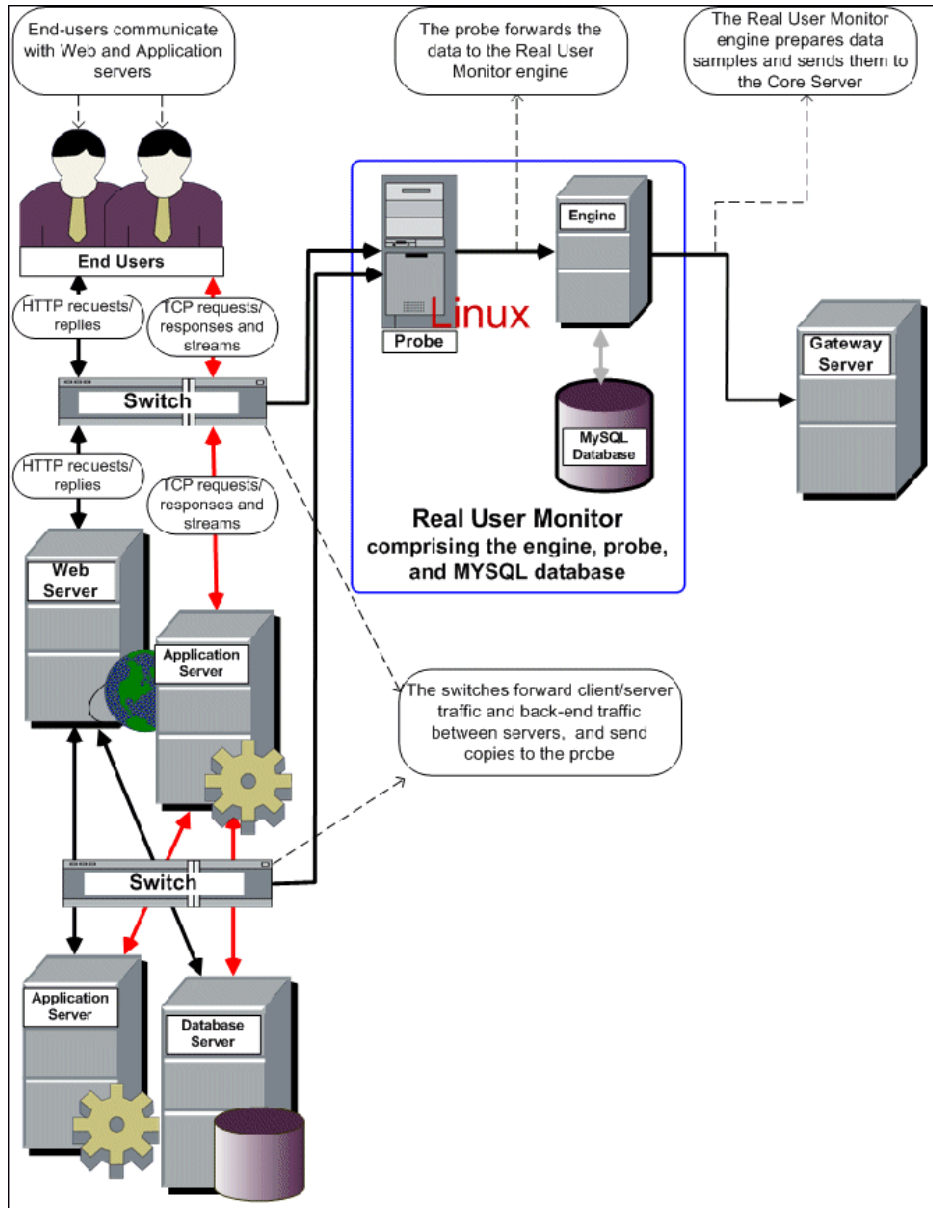 End-users communicate
with Web and Application
servers
The probe forwards the
data to the Real User
Monitor engine
The Real User Monitor
engine prepares data
samples and sends them to
the Core Server
End Users
HTTP requests/
replies
TCP requests/
responses and
streams
Switch
HTTP requests/
replies
TCP requests/
responses and
streams
Linux
Probe
Engine
MySQL
Database
Real User Monitor
comprising the engine, probe,
and MYSQL database
Gateway
Server
Web
Server
Application
Server
The switches forward client/server
traffic and back-end traffic
between servers, and send
copies to the probe
Switch
Application
Server
Database
Server